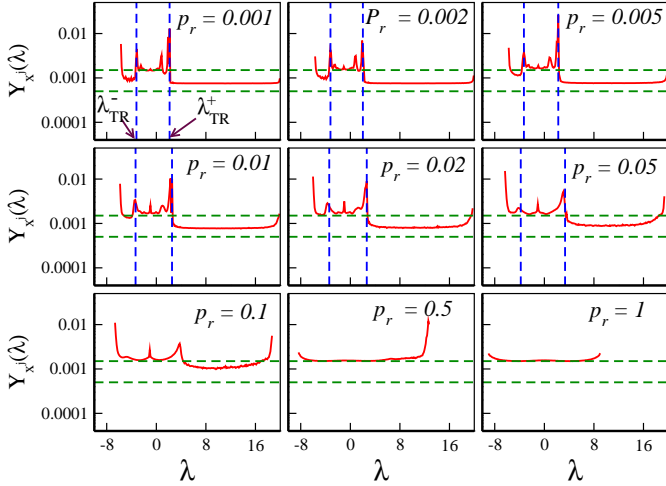 p_r = 0.001
P_r = 0.002
p_r = 0.005
Y_x^j(λ)
0.01
0.001
0.0001
λ_TR^-
λ_TR^+
p_r = 0.01
p_r = 0.02
p_r = 0.05
Y_x^j(λ)
0.01
0.001
0.0001
p_r = 0.1
p_r = 0.5
p_r = 1
Y_x^j(λ)
0.01
0.001
0.0001
-8 0 8 16 -8 0 8 16 -8 0 8 16
λ λ λ